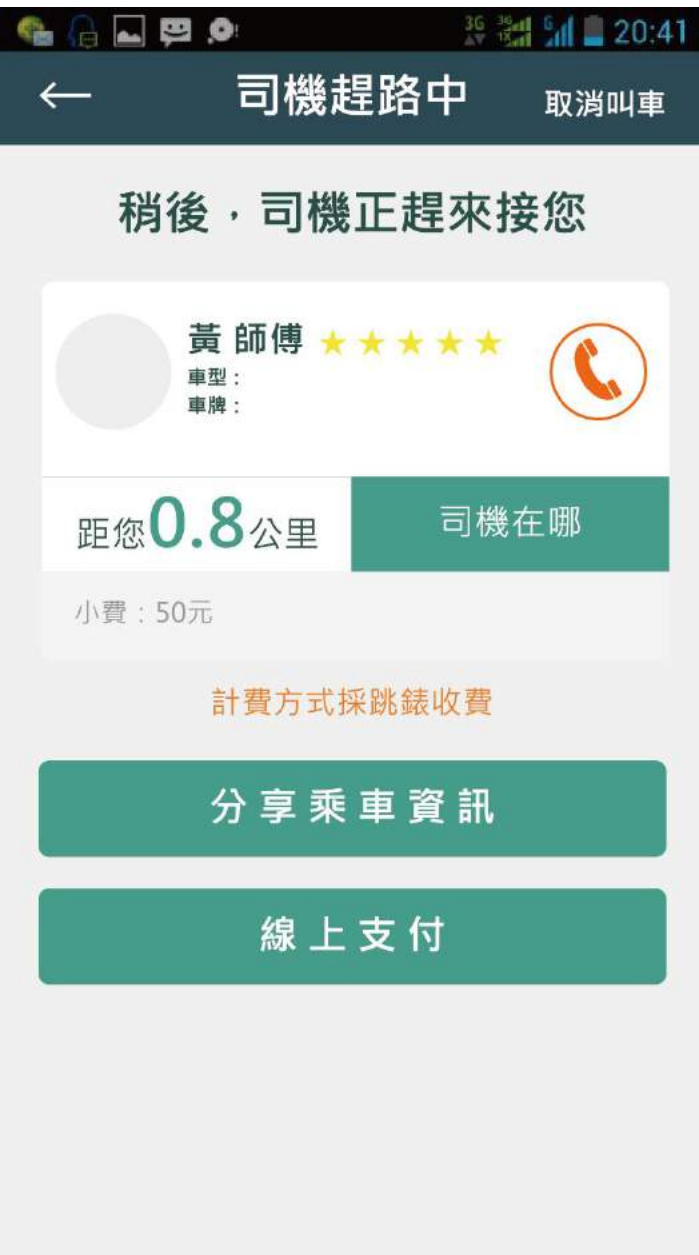 3G 3G 1X G 20:41
司機趕路中
取消叫車
稍後，司機正趕來接您
黃 師傅
車型：
車牌：
距您0.8公里
司機在哪
小費：50元
計費方式採跳錶收費
分享乘車資訊
線上支付